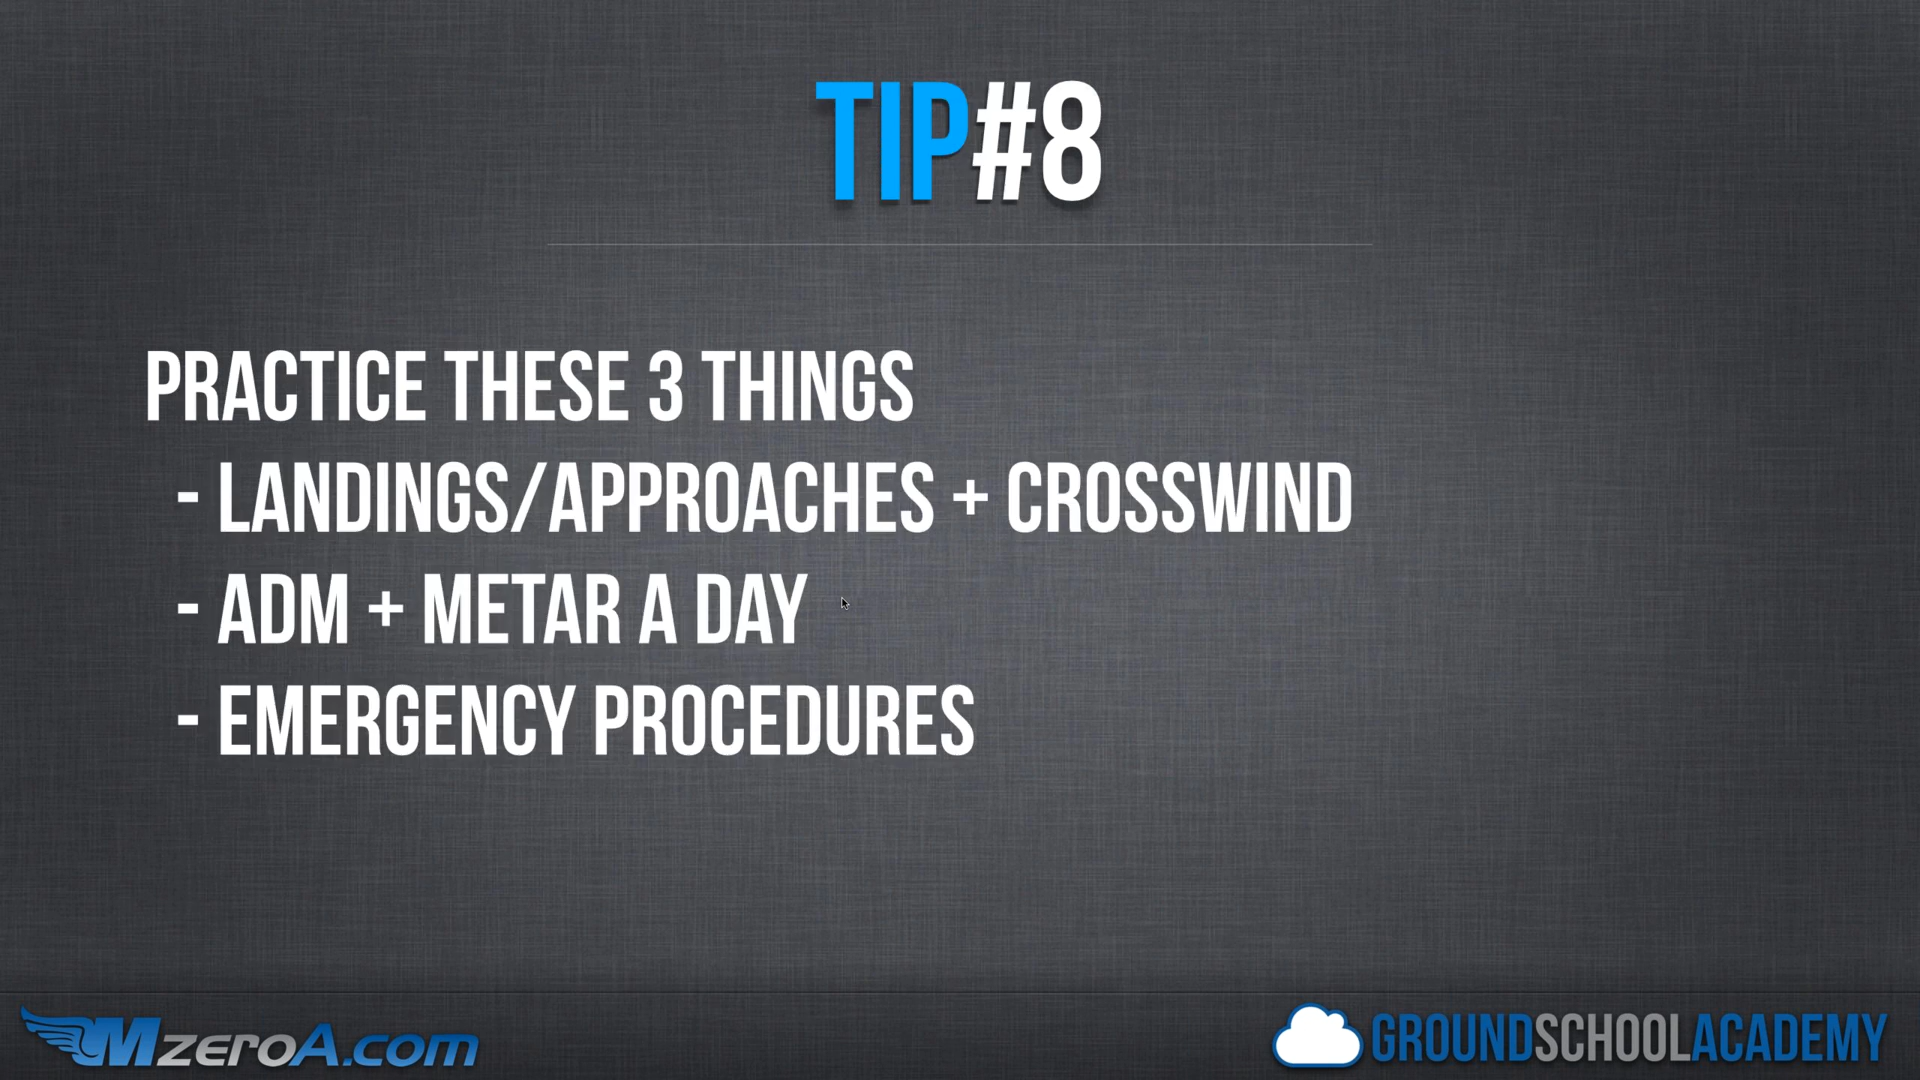 TIP#8
PRACTICE THESE 3 THINGS
- LANDINGS/APPROACHES + CROSSWIND
- ADM + METAR A DAY
- EMERGENCY PROCEDURES
MzeroA.com
GROUNDSCHOOLACADEMY